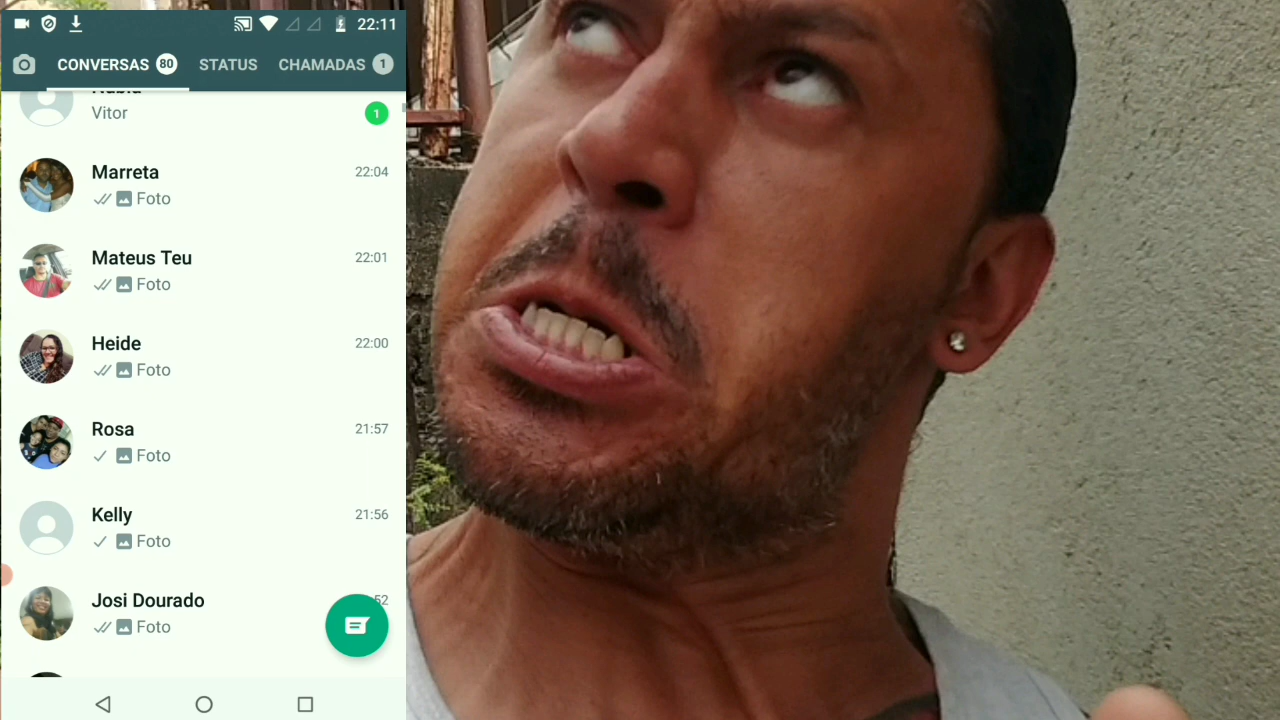 22:11
CONVERSAS 80 STATUS CHAMADAS 1
Vitor 1
Marreta 22:04
Foto
Mateus Teu 22:01
Foto
Heide 22:00
Foto
Rosa 21:57
Foto
Kelly 21:56
Foto
Josi Dourado 52
Foto